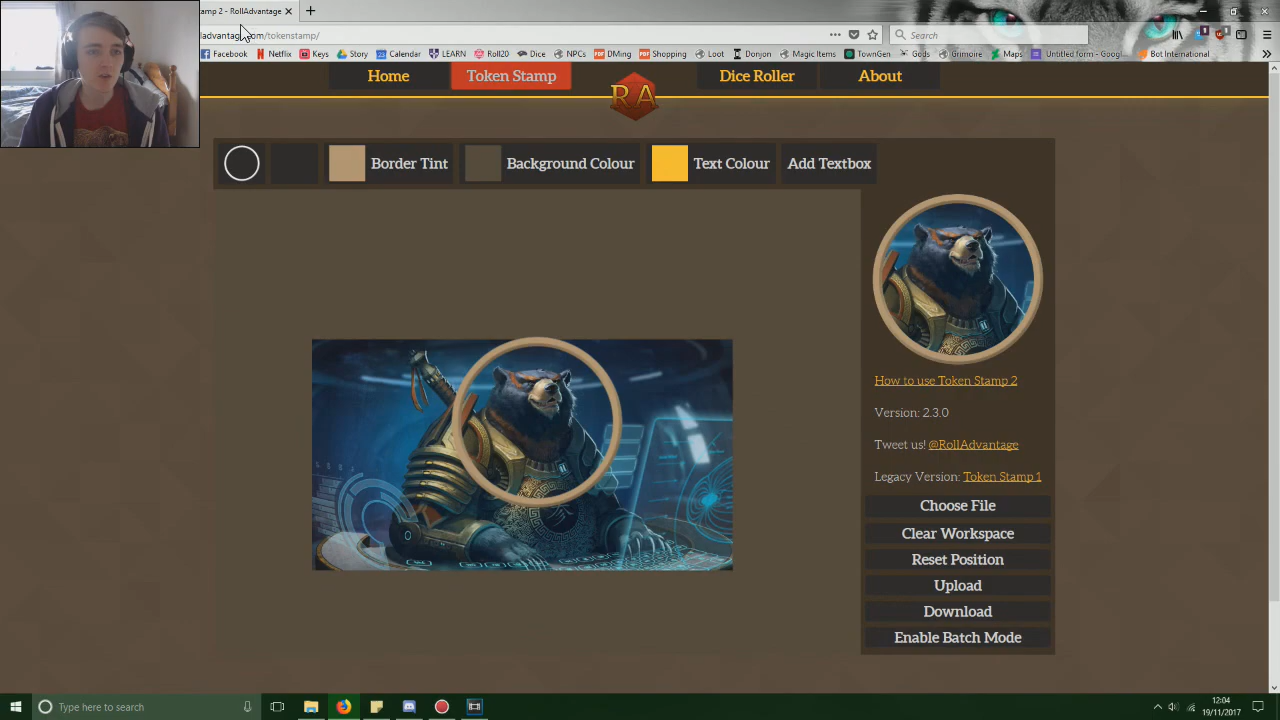 stamp 2 - RollAdvantage
ladvantage.com/tokenstamp/
Search
Facebook Netflix Keys Story Calendar LEARN Roll20 Dice NPCs DMing Shopping Loot Donjon Magic Items TownGen Gods Grimoire Maps Untitled form - Googl... Bot International
Home Token Stamp RA Dice Roller About
Border Tint Background Colour Text Colour Add Textbox
How to use Token Stamp 2
Version: 2.3.0
Tweet us! @RollAdvantage
Legacy Version: Token Stamp 1
Choose File
Clear Workspace
Reset Position
Upload
Download
Enable Batch Mode
Type here to search
12:04
19/11/2017